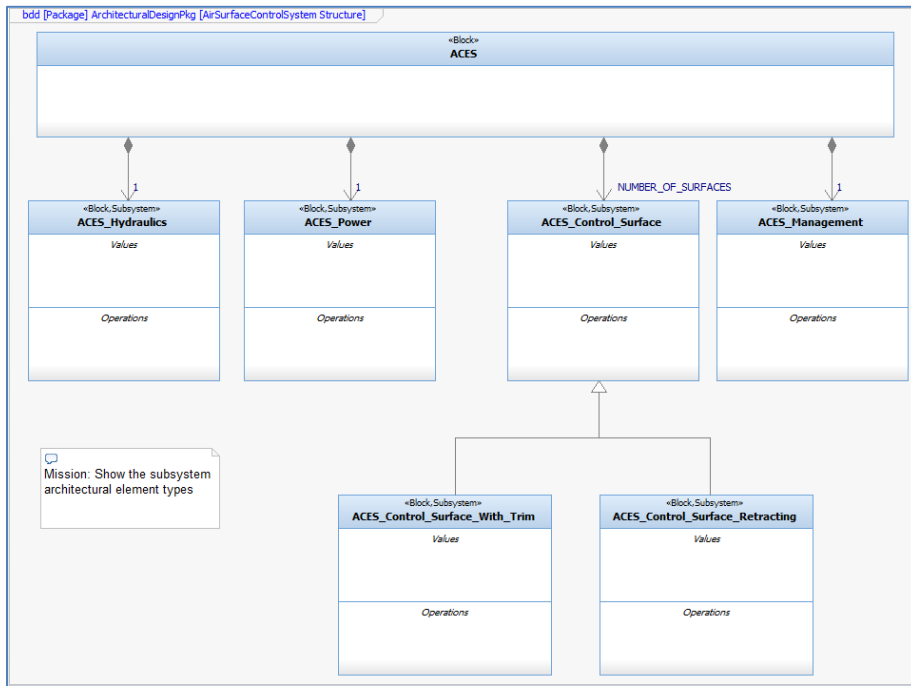 bdd [Package] ArchitecturalDesignPkg [AirSurfaceControlSystem Structure]
«Block»
ACES
1
1
NUMBER_OF_SURFACES
1
«Block,Subsystem»
ACES_Hydraulics
Values
Operations
«Block,Subsystem»
ACES_Power
Values
Operations
«Block,Subsystem»
ACES_Control_Surface
Values
Operations
«Block,Subsystem»
ACES_Management
Values
Operations
Mission: Show the subsystem
architectural element types
«Block,Subsystem»
ACES_Control_Surface_With_Trim
Values
Operations
«Block,Subsystem»
ACES_Control_Surface_Retracting
Values
Operations